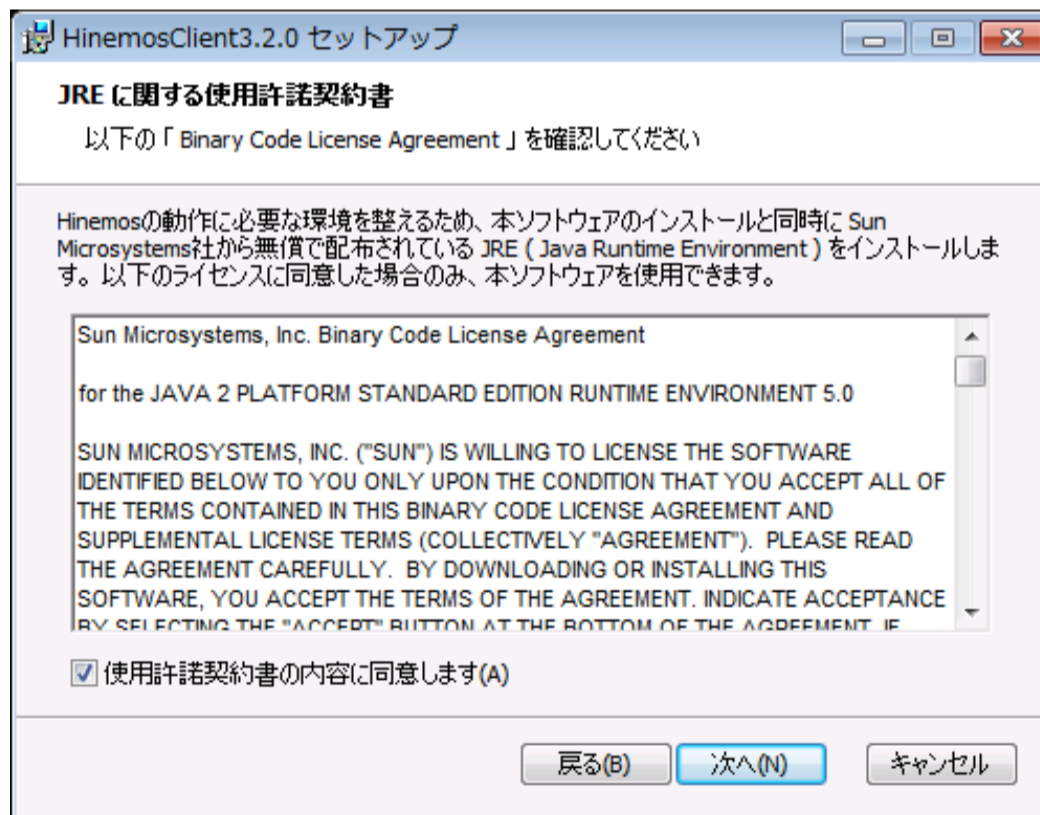 HinemosClient3.2.0 セットアップ
JRE に関する使用許諾契約書
以下の「 Binary Code License Agreement 」を確認してください
Hinemosの動作に必要な環境を整えるため、本ソフトウェアのインストールと同時に Sun
Microsystems社から無償で配布されている JRE ( Java Runtime Environment ) をインストールしま
す。以下のライセンスに同意した場合のみ、本ソフトウェアを使用できます。
Sun Microsystems, Inc. Binary Code License Agreement
for the JAVA 2 PLATFORM STANDARD EDITION RUNTIME ENVIRONMENT 5.0
SUN MICROSYSTEMS, INC. ("SUN") IS WILLING TO LICENSE THE SOFTWARE
IDENTIFIED BELOW TO YOU ONLY UPON THE CONDITION THAT YOU ACCEPT ALL OF
THE TERMS CONTAINED IN THIS BINARY CODE LICENSE AGREEMENT AND
SUPPLEMENTAL LICENSE TERMS (COLLECTIVELY "AGREEMENT").  PLEASE READ
THE AGREEMENT CAREFULLY.  BY DOWNLOADING OR INSTALLING THIS
SOFTWARE, YOU ACCEPT THE TERMS OF THE AGREEMENT. INDICATE ACCEPTANCE
BY SELECTING THE "ACCEPT" BUTTON AT THE BOTTOM OF THE AGREEMENT. IF
使用許諾契約書の内容に同意します(A)
戻る(B) 次へ(N) キャンセル